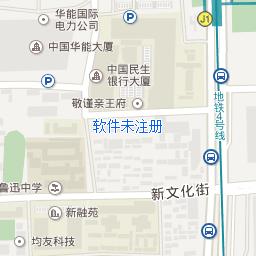 华能国际
电力公司
J1
中国华能大厦
中国民生
银行大厦
敬谨亲王府
地铁4号线
软件未注册
鲁迅中学
新文化街
新融苑
均友科技